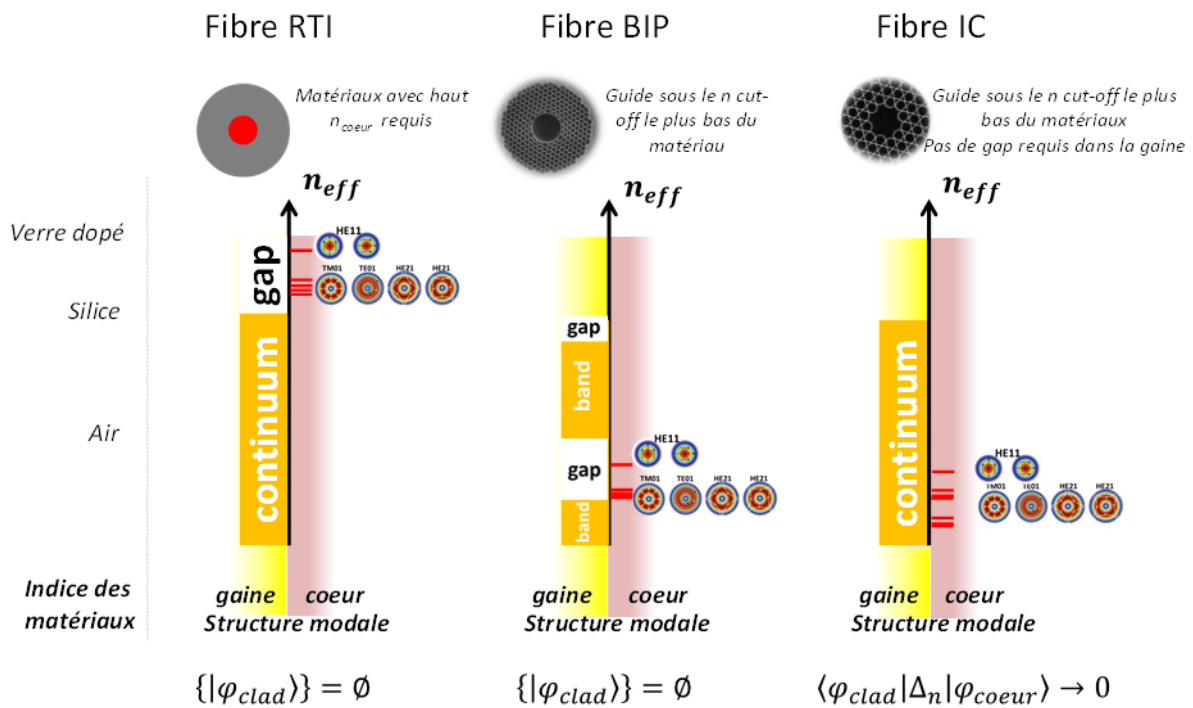 Fibre RTI
Fibre BIP
Fibre IC
Matériaux avec haut
n_coeur requis
Guide sous le n cut-
off le plus bas du
matériau
Guide sous le n cut-off le plus
bas du matériaux
Pas de gap requis dans la gaine
n_eff
n_eff
n_eff
Verre dopé
Silice
Air
Indice des
matériaux
gap
continuum
HE11
TM01 TE01 HE21 HE21
gaine coeur
Structure modale
gap
band
gap
band
HE11
TM01 TE01 HE21 HE21
gaine coeur
Structure modale
continuum
HE11
TM01 TE01 HE21 HE21
gaine coeur
Structure modale
{|φ_clad⟩} = ∅
{|φ_clad⟩} = ∅
⟨φ_clad|Δ_n|φ_coeur⟩ → 0